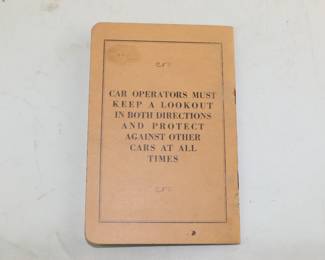 CAR OPERATORS MUST
KEEP A LOOKOUT
IN BOTH DIRECTIONS
AND PROTECT
AGAINST OTHER
CARS AT ALL
TIMES